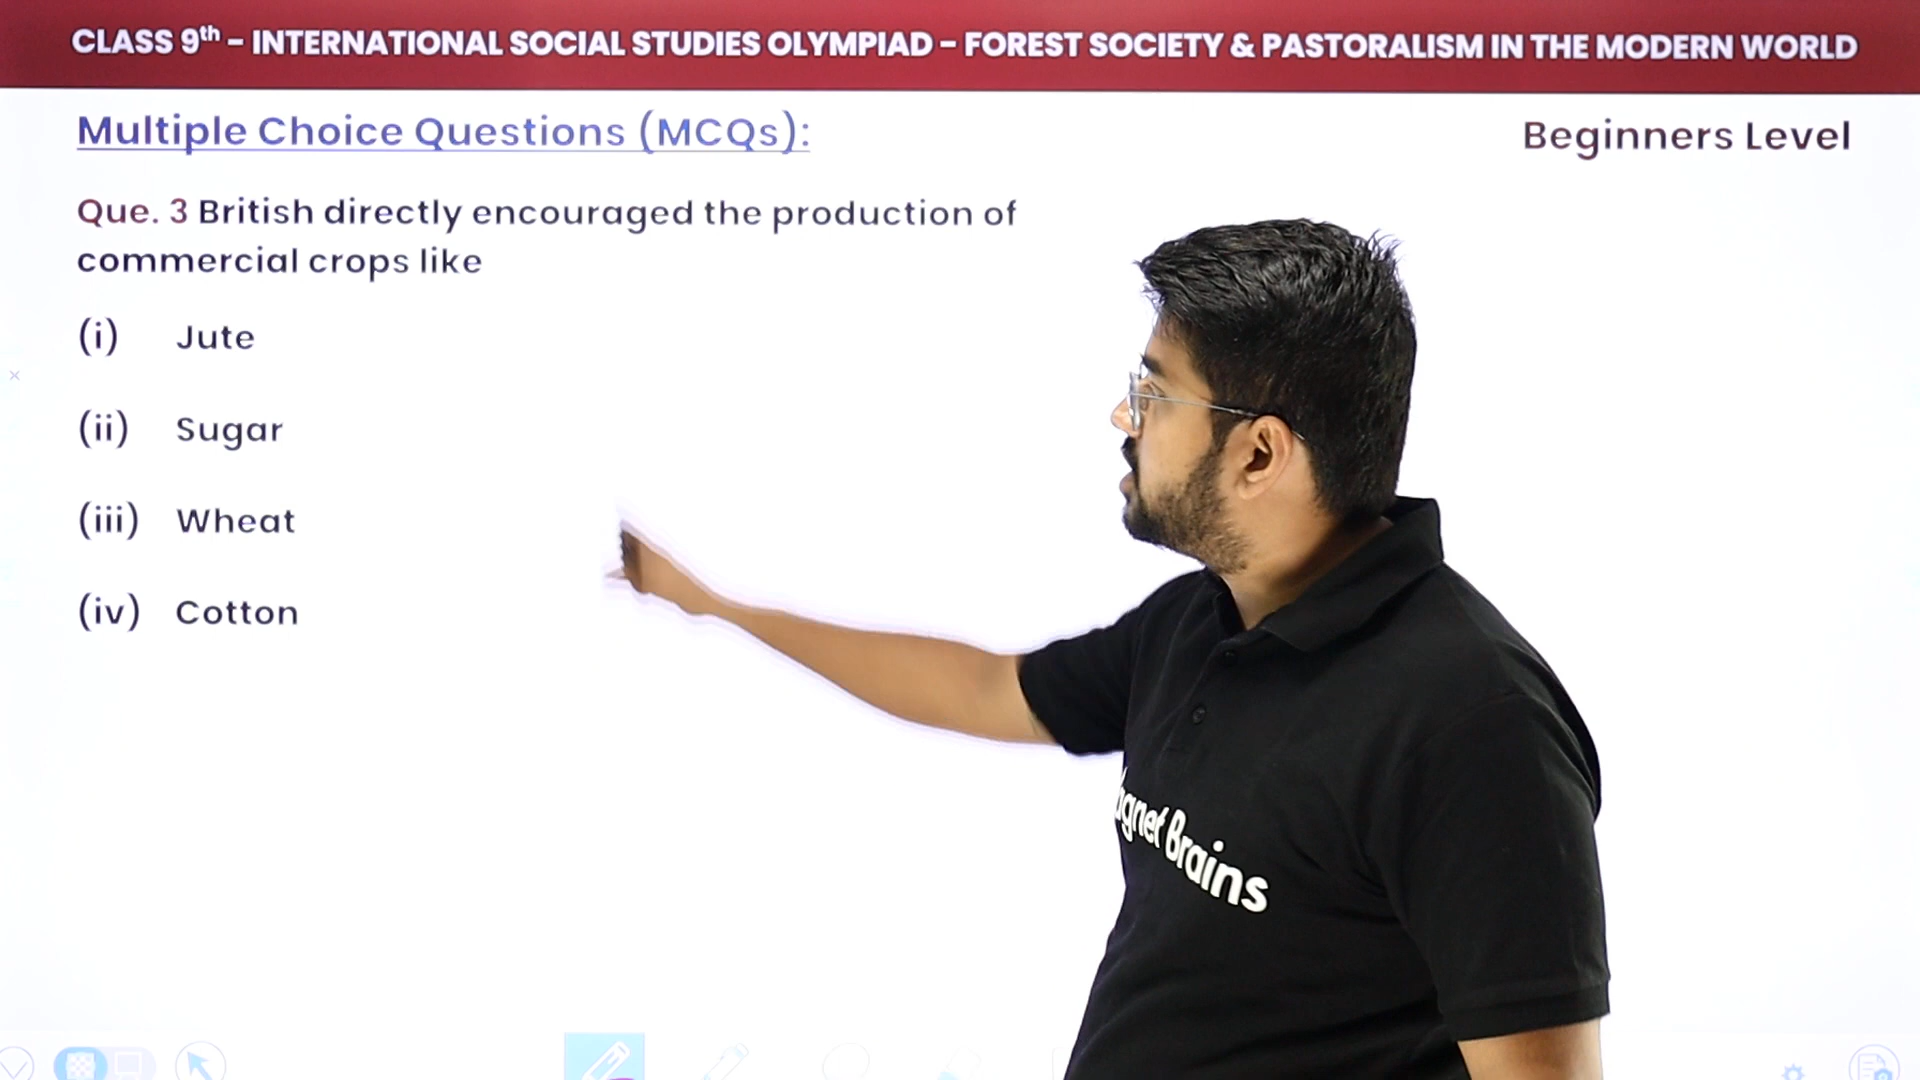 CLASS 9th – INTERNATIONAL SOCIAL STUDIES OLYMPIAD – FOREST SOCIETY & PASTORALISM IN THE MODERN WORLD
Multiple Choice Questions (MCQs):
Beginners Level
Que. 3 British directly encouraged the production of
commercial crops like
(i) Jute
(ii) Sugar
(iii) Wheat
(iv) Cotton
agnet Brains